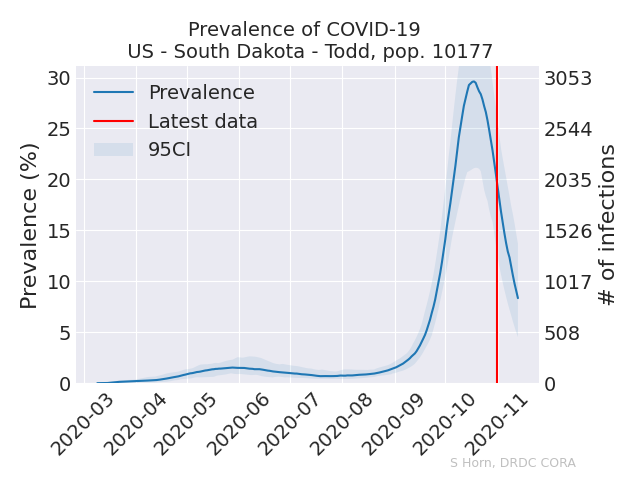 Prevalence of COVID-19
US - South Dakota - Todd, pop. 10177
Prevalence (%)
30
25
20
15
10
5
0
Prevalence
Latest data
95CI
3053
2544
2035
1526
1017
508
0
# of infections
2020-03
2020-04
2020-05
2020-06
2020-07
2020-08
2020-09
2020-10
2020-11
S Horn, DRDC CORA